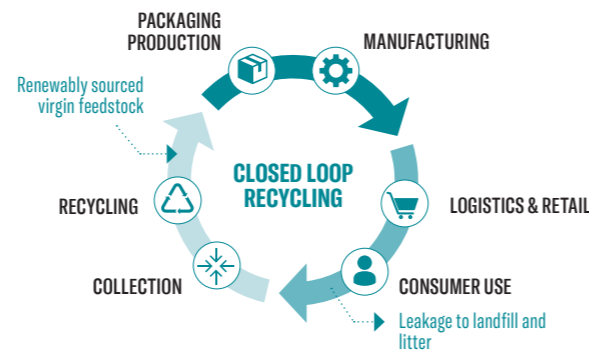 PACKAGING
PRODUCTION
MANUFACTURING
Renewably sourced
virgin feedstock
CLOSED LOOP
RECYCLING
RECYCLING
LOGISTICS & RETAIL
COLLECTION
CONSUMER USE
Leakage to landfill and
litter